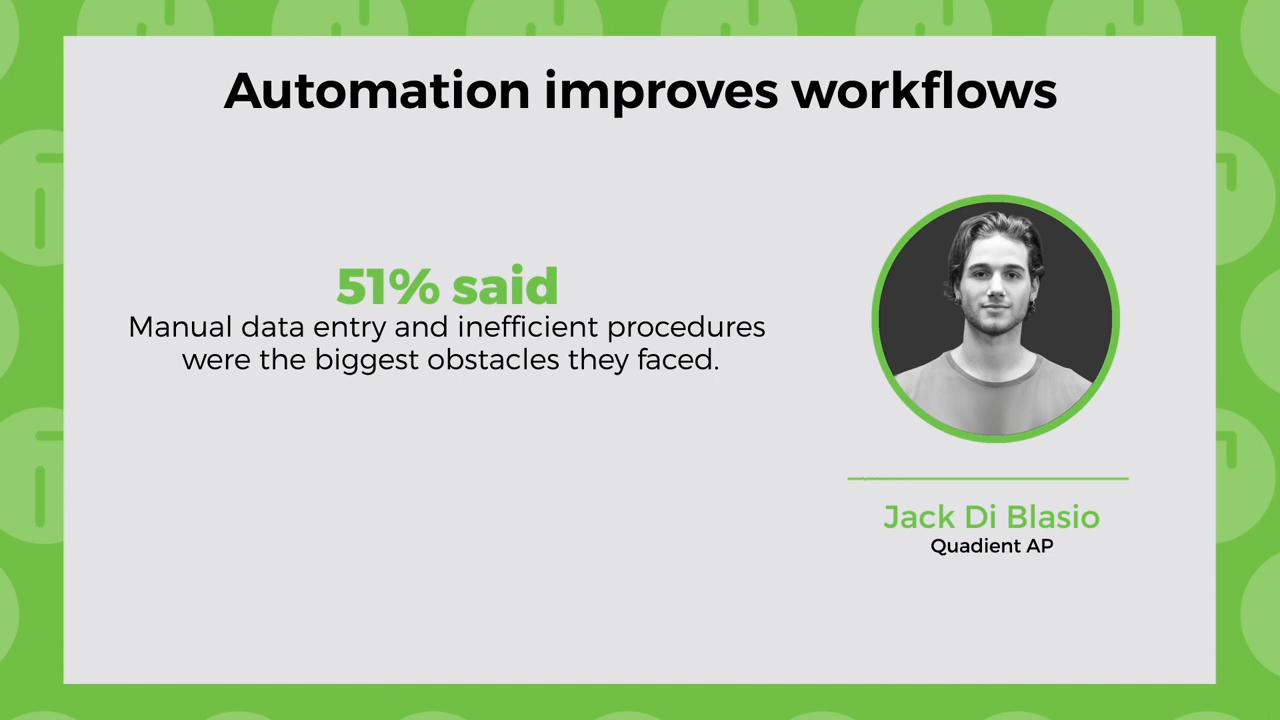 Automation improves workflows
51% said
Manual data entry and inefficient procedures
were the biggest obstacles they faced.
Jack Di Blasio
Quadient AP